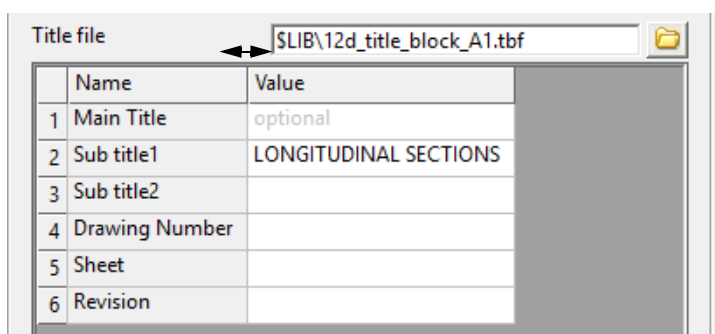 Title file $LIB\12d_title_block_A1.tbf
Name Value
1 Main Title optional
2 Sub title1 LONGITUDINAL SECTIONS
3 Sub title2
4 Drawing Number
5 Sheet
6 Revision